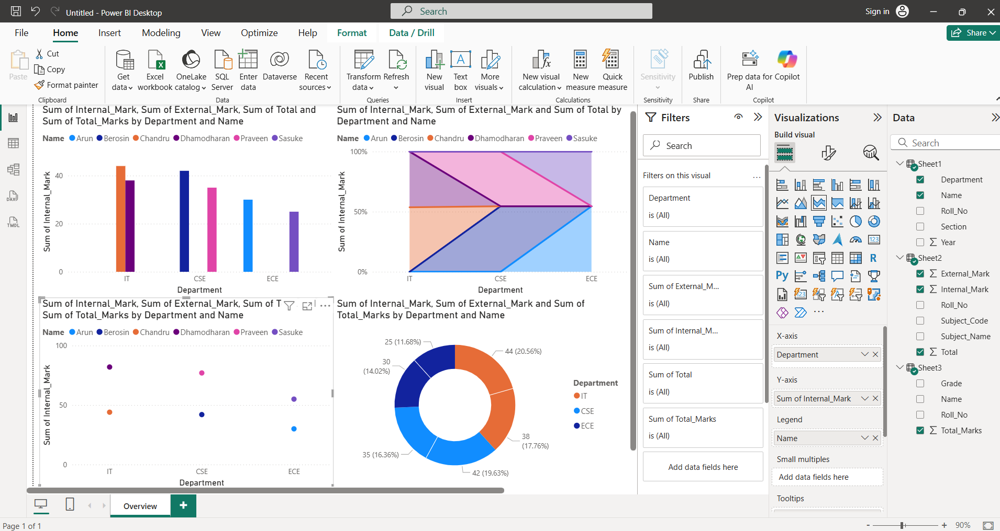 Untitled - Power BI Desktop
Search
Sign in
File Home Insert Modeling View Optimize Help Format Data / Drill
Share
Paste
Cut
Copy
Format painter
Clipboard
Get data
Excel workbook
OneLake catalog
SQL Server
Enter data
Dataverse
Recent sources
Data
Transform data
Refresh
Queries
New visual
Text box
More visuals
Insert
New visual calculation
New measure
Quick measure
Calculations
Sensitivity
Sensitivity
Publish
Share
Prep data for AI
Copilot
Copilot
DAX
TMDL
Sum of Internal_Mark, Sum of External_Mark, Sum of Total and
Sum of Total_Marks by Department and Name
Name Arun Berosin Chandru Dhamodharan Praveen Sasuke
Sum of Internal_Mark
40
20
0
IT CSE ECE
Department
Sum of Internal_Mark, Sum of External_Mark and Sum of Total by
Department and Name
Name Arun Berosin Chandru Dhamodharan Praveen Sasuke
Sum of Internal_Mark
100%
50%
0%
IT CSE ECE
Department
Sum of Internal_Mark, Sum of External_Mark, Sum of T
Sum of Total_Marks by Department and Name
Name Arun Berosin Chandru Dhamodharan Praveen Sasuke
Sum of Internal_Mark
100
50
0
IT CSE ECE
Department
Sum of Internal_Mark, Sum of External_Mark and Sum of
Total_Marks by Department and Name
25 (11.68%)
44 (20.56%)
30
(14.02%)
38
(17.76%)
35 (16.36%)
42 (19.63%)
Department
IT
CSE
ECE
Filters
Search
Filters on this visual
...
Department
is (All)
Name
is (All)
Sum of External_M...
is (All)
Sum of Internal_M...
is (All)
Sum of Total
is (All)
Sum of Total_Marks
is (All)
Add data fields here
Visualizations
Build visual
123
R
Py
123
...
X-axis
Department
Y-axis
Sum of Internal_Mark
Legend
Name
Small multiples
Add data fields here
Tooltips
Data
Search
Sheet1
Department
Name
Roll_No
Section
Σ Year
Sheet2
Σ External_Mark
Σ Internal_Mark
Roll_No
Subject_Code
Subject_Name
Σ Total
Sheet3
Grade
Name
Roll_No
Σ Total_Marks
Overview
+
Page 1 of 1
- + 90%